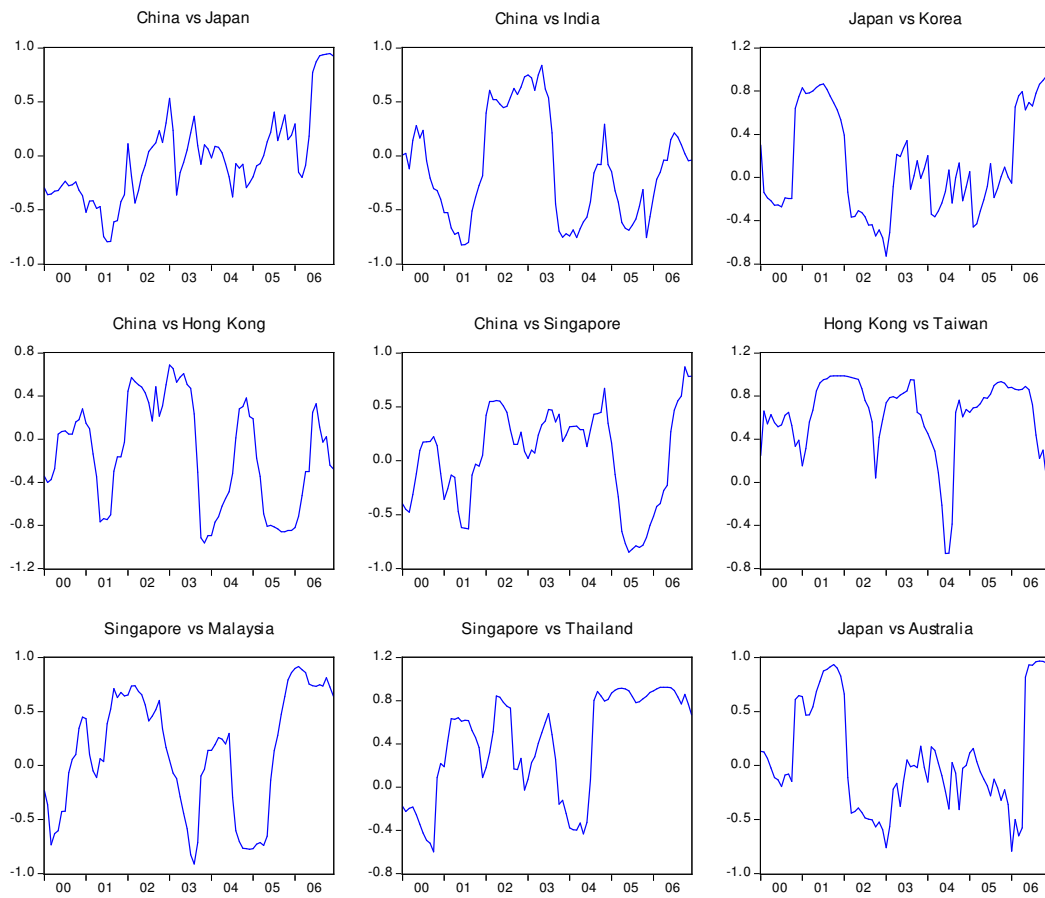 China vs Japan
China vs India
Japan vs Korea
1.0
0.5
0.0
-0.5
-1.0
00 01 02 03 04 05 06
1.0
0.5
0.0
-0.5
-1.0
00 01 02 03 04 05 06
1.2
0.8
0.4
0.0
-0.4
-0.8
00 01 02 03 04 05 06
China vs Hong Kong
China vs Singapore
Hong Kong vs Taiwan
0.8
0.4
0.0
-0.4
-0.8
-1.2
00 01 02 03 04 05 06
1.0
0.5
0.0
-0.5
-1.0
00 01 02 03 04 05 06
1.2
0.8
0.4
0.0
-0.4
-0.8
00 01 02 03 04 05 06
Singapore vs Malaysia
Singapore vs Thailand
Japan vs Australia
1.0
0.5
0.0
-0.5
-1.0
00 01 02 03 04 05 06
1.2
0.8
0.4
0.0
-0.4
-0.8
00 01 02 03 04 05 06
1.0
0.5
0.0
-0.5
-1.0
00 01 02 03 04 05 06